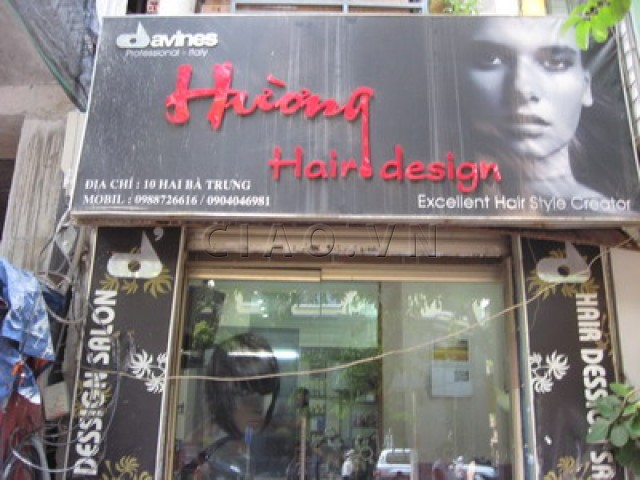 davines
Professional - Italy
Hường
Hair design
ĐỊA CHỈ : 10 HAI BÀ TRƯNG
MOBIL : 0988726616 / 0904046981
Excellent Hair Style Creator
CIAO.VN
DESSIGN SALON
HAIR DESSIGN SA